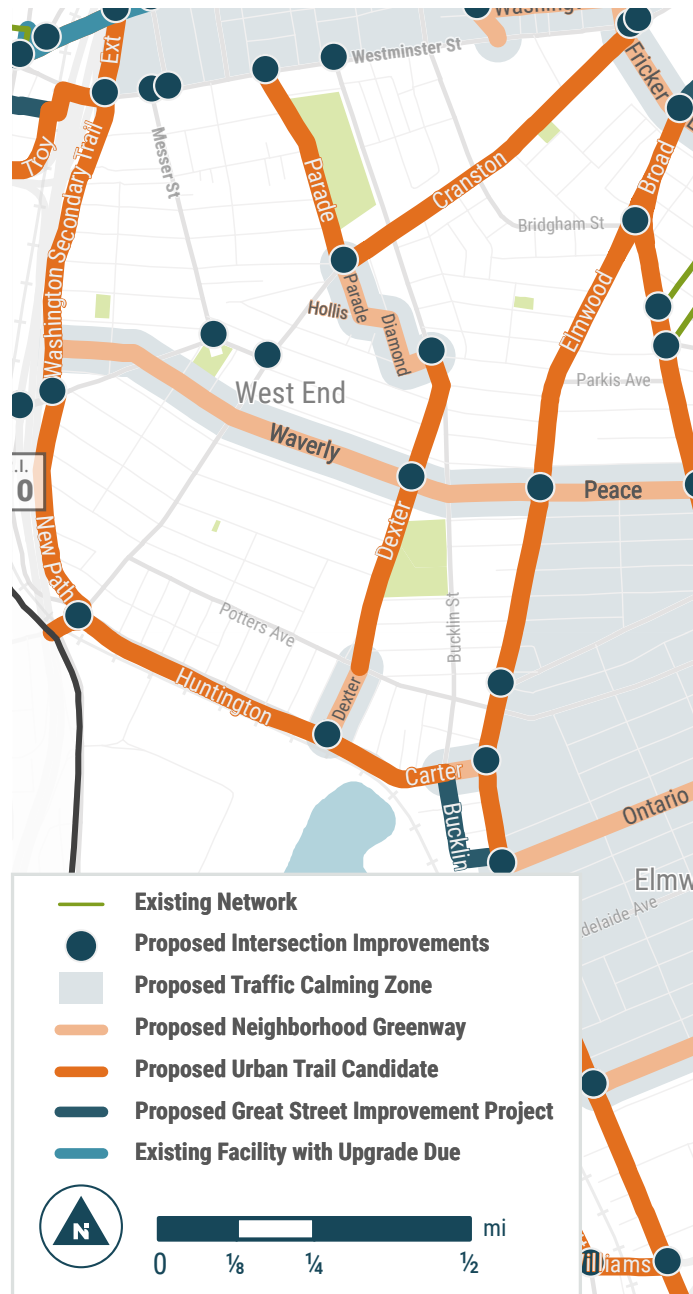 Washing
Ext
Westminster St
Fricker
Troy
Washington Secondary Trail
Messer St
Parade
Cranston
Broad
Bridgham St
Parade
Hollis
Diamond
Elmwood
Parkis Ave
West End
Waverly
.I.
0
Peace
Dexter
New Path
Potters Ave
Bucklin St
Dexter
Huntington
Carter
Bucklin
Ontario
Elmw
delaide Ave
Existing Network
Proposed Intersection Improvements
Proposed Traffic Calming Zone
Proposed Neighborhood Greenway
Proposed Urban Trail Candidate
Proposed Great Street Improvement Project
Existing Facility with Upgrade Due
N
mi
0 ⅛ ¼ ½
illiams